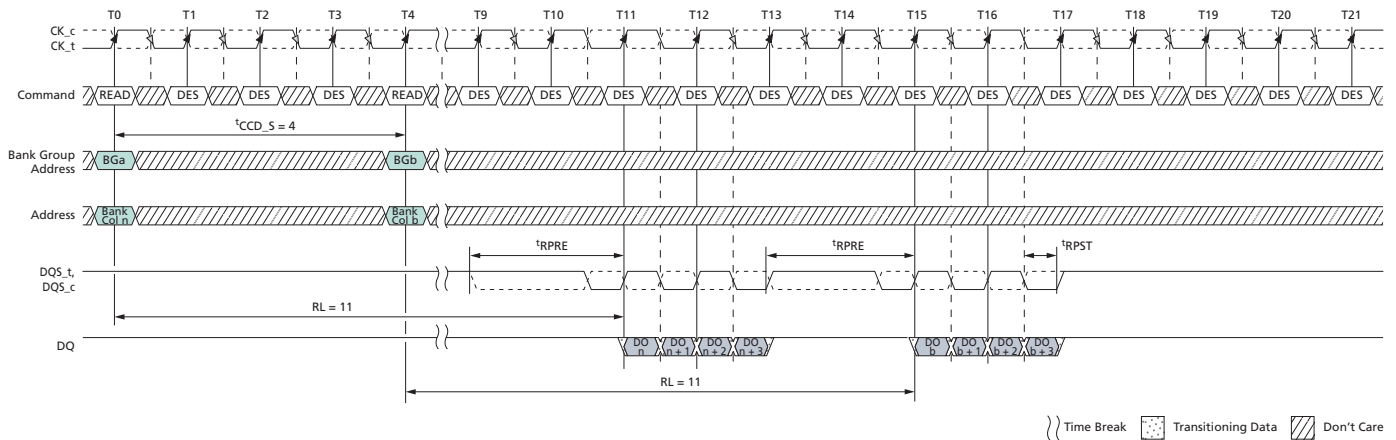 T0 T1 T2 T3 T4 T9 T10 T11 T12 T13 T14 T15 T16 T17 T18 T19 T20 T21
CK_c
CK_t
Command READ DES DES DES READ DES DES DES DES DES DES DES DES DES DES DES DES DES
tCCD_S = 4
Bank Group
Address
BGa BGb
Address
Bank
Col n
Bank
Col b
tRPRE tRPRE tRPST
DQS_t,
DQS_c
RL = 11
DQ
DO
n
DO
n + 1
DO
n + 2
DO
n + 3
DO
b
DO
b + 1
DO
b + 2
DO
b + 3
RL = 11
Time Break Transitioning Data Don't Care